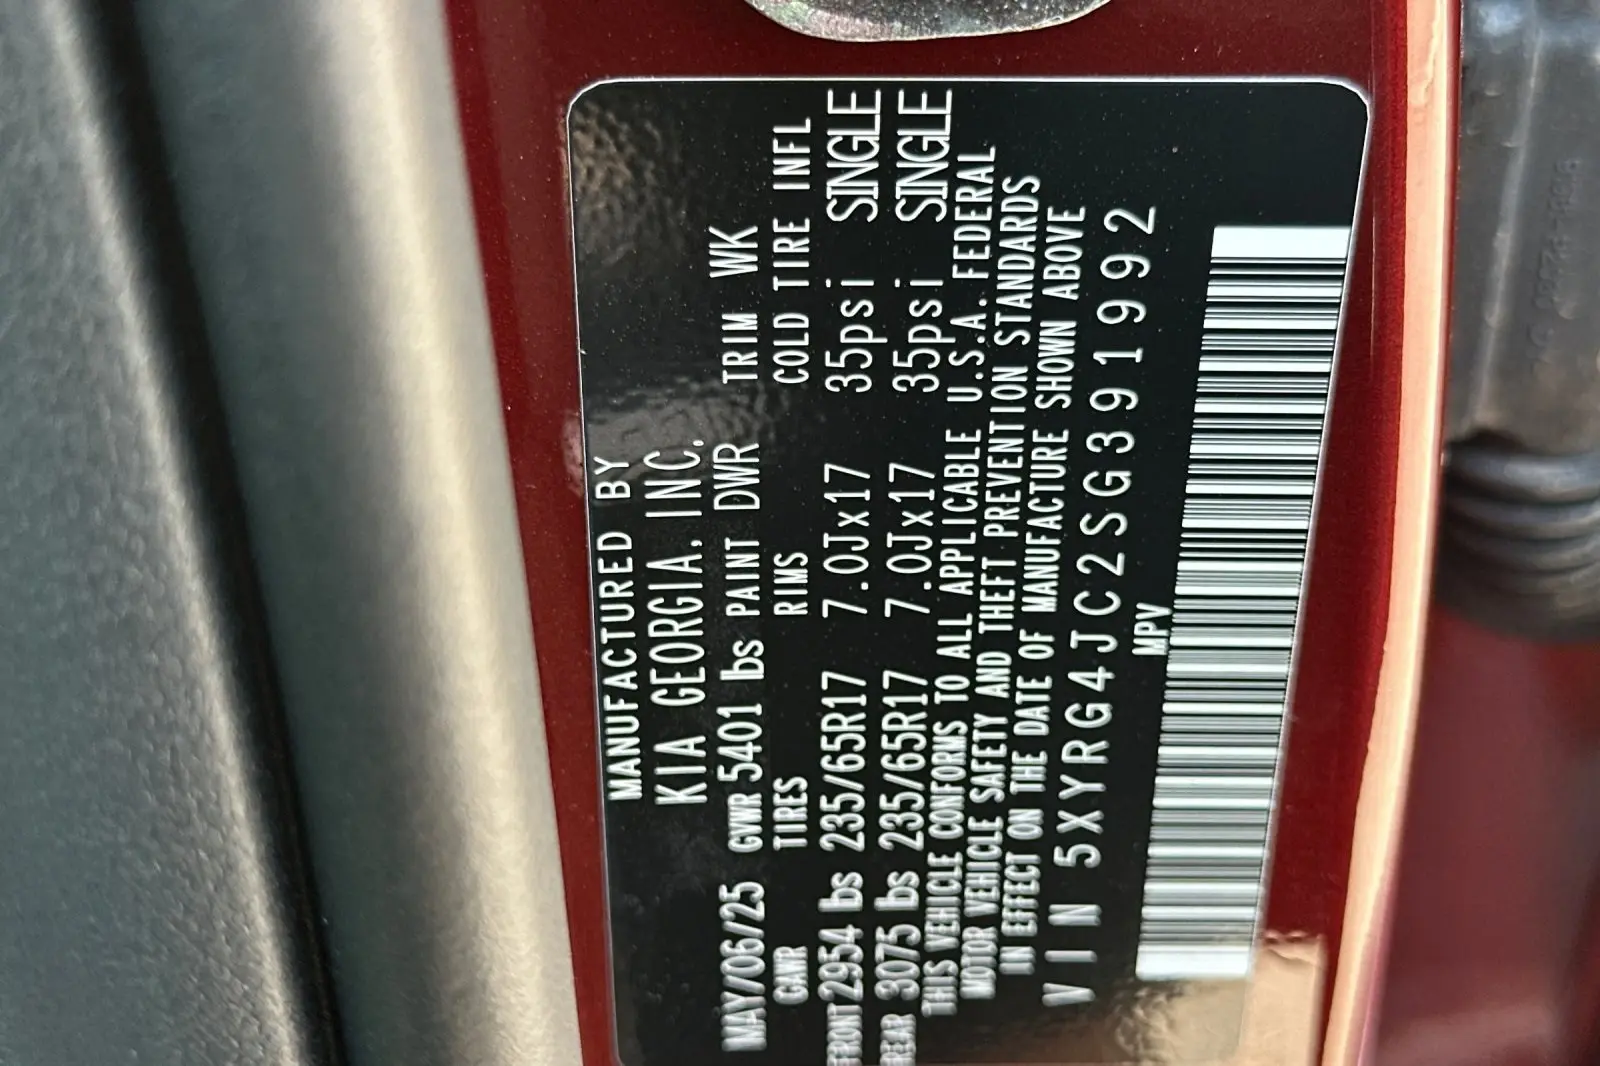 MANUFACTURED BY
KIA GEORGIA, INC.
MAY/06/25 GVWR 5401 lbs PAINT DWR TRIM WK
GAWR TIRES RIMS COLD TIRE INFL
FRONT 2954 lbs 235/65R17 7.0Jx17 35psi SINGLE
REAR 3075 lbs 235/65R17 7.0Jx17 35psi SINGLE
THIS VEHICLE CONFORMS TO ALL APPLICABLE U.S.A. FEDERAL
MOTOR VEHICLE SAFETY AND THEFT PREVENTION STANDARDS
IN EFFECT ON THE DATE OF MANUFACTURE SHOWN ABOVE
VIN 5XYRG4JC2SG391992
MPV